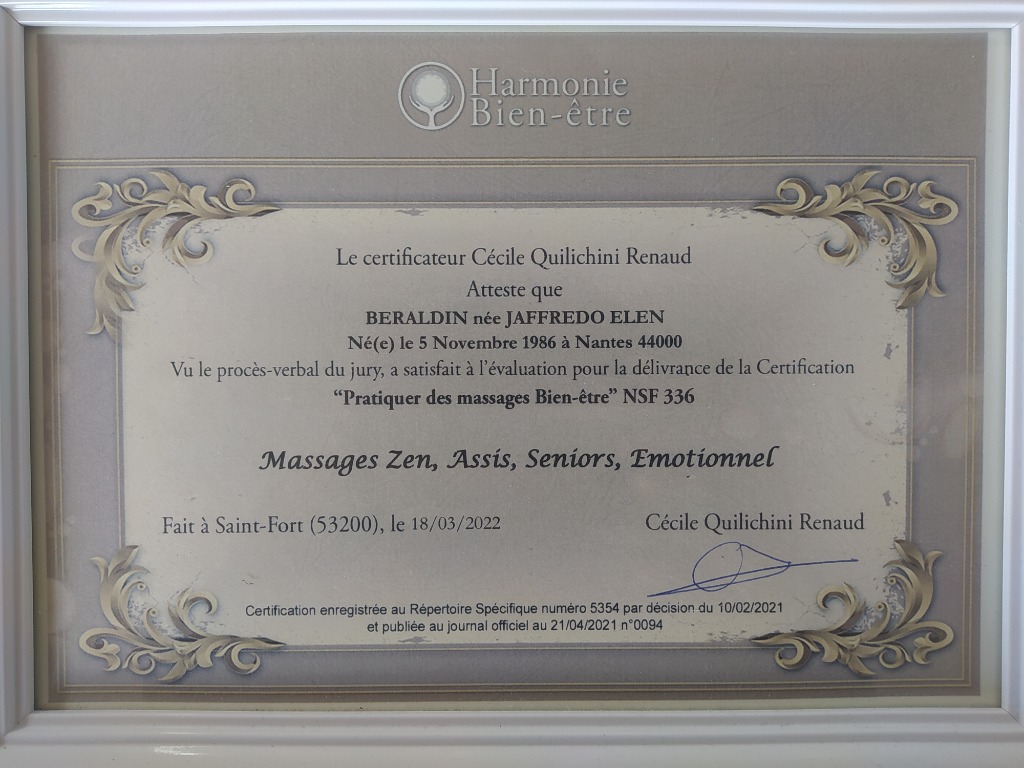 Harmonie
Bien-être
Le certificateur Cécile Quilichini Renaud
Atteste que
BERALDIN née JAFFREDO ELEN
Né(e) le 5 Novembre 1986 à Nantes 44000
Vu le procès-verbal du jury, a satisfait à l'évaluation pour la délivrance de la Certification
“Pratiquer des massages Bien-être” NSF 336
Massages Zen, Assis, Seniors, Emotionnel
Fait à Saint-Fort (53200), le 18/03/2022
Cécile Quilichini Renaud
Certification enregistrée au Répertoire Spécifique numéro 5354 par décision du 10/02/2021
et publiée au journal officiel au 21/04/2021 n°0094